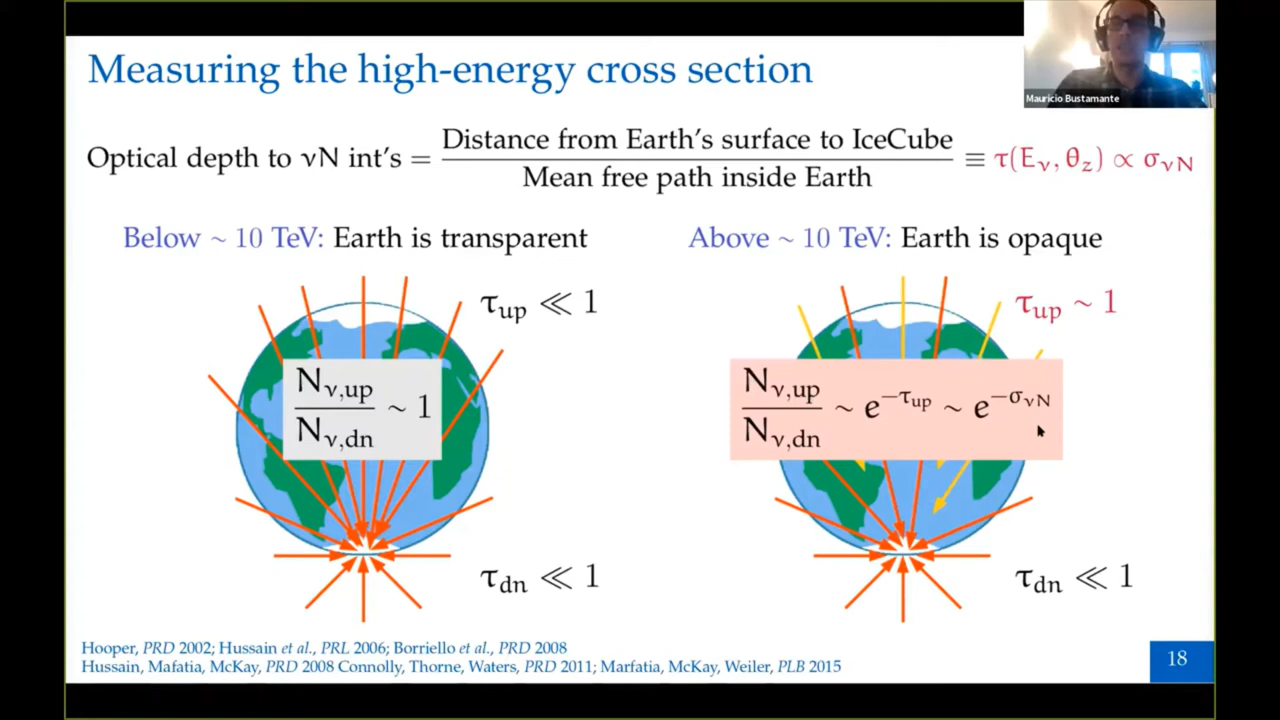 Measuring the high-energy cross section
Mauricio Bustamante
Optical depth to νN int's = Distance from Earth's surface to IceCube / Mean free path inside Earth ≡ τ(Eν, θz) ∝ σνN
Below ~ 10 TeV: Earth is transparent
Above ~ 10 TeV: Earth is opaque
τup ≪ 1
τup ~ 1
Nν,up / Nν,dn ~ 1
Nν,up / Nν,dn ~ e^−τup ~ e^−σνN
τdn ≪ 1
τdn ≪ 1
Hooper, PRD 2002; Hussain et al., PRL 2006; Borriello et al., PRD 2008
Hussain, Mafatia, McKay, PRD 2008 Connolly, Thorne, Waters, PRD 2011; Marfatia, McKay, Weiler, PLB 2015
18